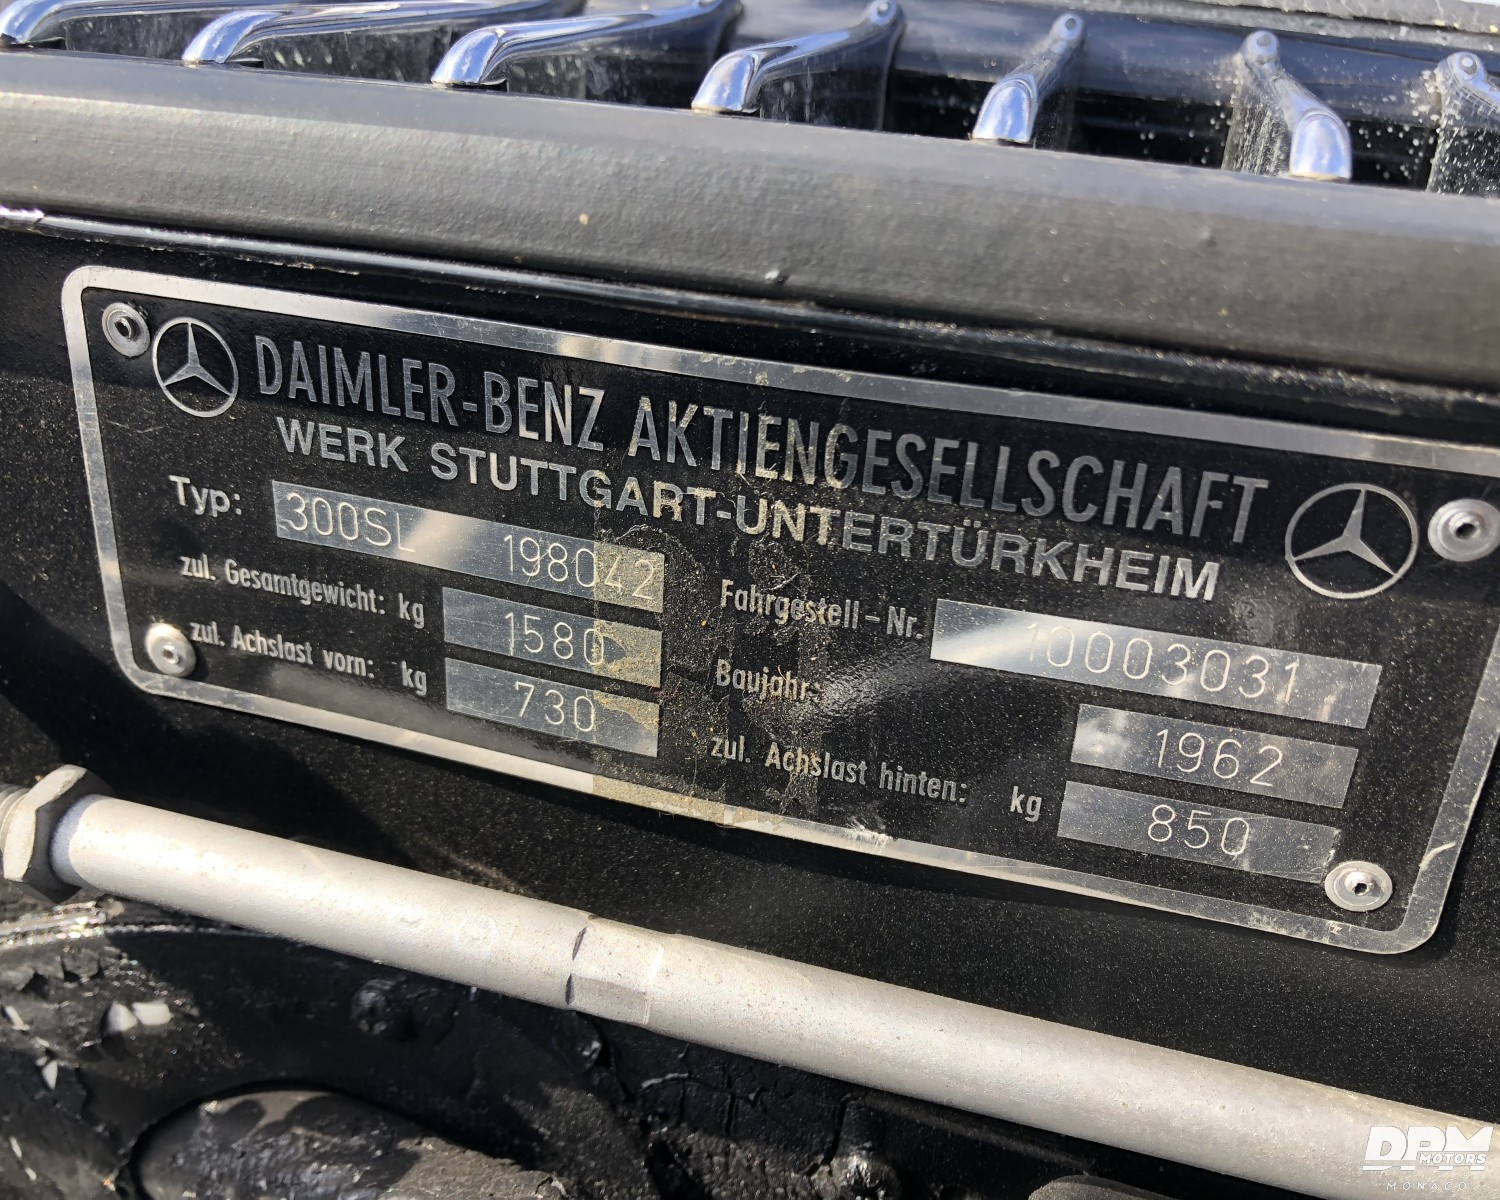 DAIMLER-BENZ AKTIENGESELLSCHAFT
WERK STUTTGART-UNTERTÜRKHEIM
Typ: 300SL 198042
Fahrgestell-Nr. 10003031
zul. Gesamtgewicht: kg 1580
Baujahr: 1962
zul. Achslast vorn: kg 730
zul. Achslast hinten: kg 850
DPM
MOTORS
MONACO